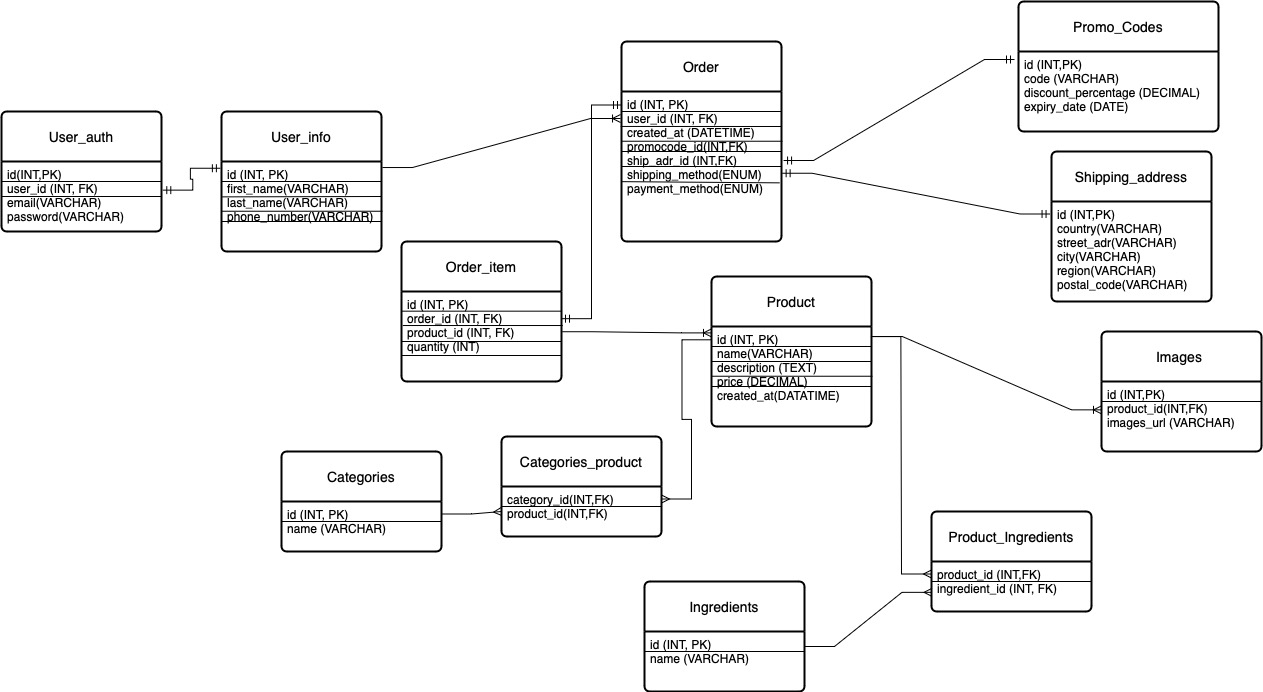 Promo_Codes
id (INT,PK)
code (VARCHAR)
discount_percentage (DECIMAL)
expiry_date (DATE)
Order
id (INT, PK)
user_id (INT, FK)
created_at (DATETIME)
promocode_id(INT,FK)
ship_adr_id (INT,FK)
shipping_method(ENUM)
payment_method(ENUM)
User_auth
id(INT,PK)
user_id (INT, FK)
email(VARCHAR)
password(VARCHAR)
User_info
id (INT, PK)
first_name(VARCHAR)
last_name(VARCHAR)
phone_number(VARCHAR)
Shipping_address
id (INT,PK)
country(VARCHAR)
street_adr(VARCHAR)
city(VARCHAR)
region(VARCHAR)
postal_code(VARCHAR)
Order_item
id (INT, PK)
order_id (INT, FK)
product_id (INT, FK)
quantity (INT)
Product
id (INT, PK)
name(VARCHAR)
description (TEXT)
price (DECIMAL)
created_at(DATATIME)
Images
id (INT,PK)
product_id(INT,FK)
images_url (VARCHAR)
Categories
id (INT, PK)
name (VARCHAR)
Categories_product
category_id(INT,FK)
product_id(INT,FK)
Product_Ingredients
product_id (INT,FK)
ingredient_id (INT, FK)
Ingredients
id (INT, PK)
name (VARCHAR)